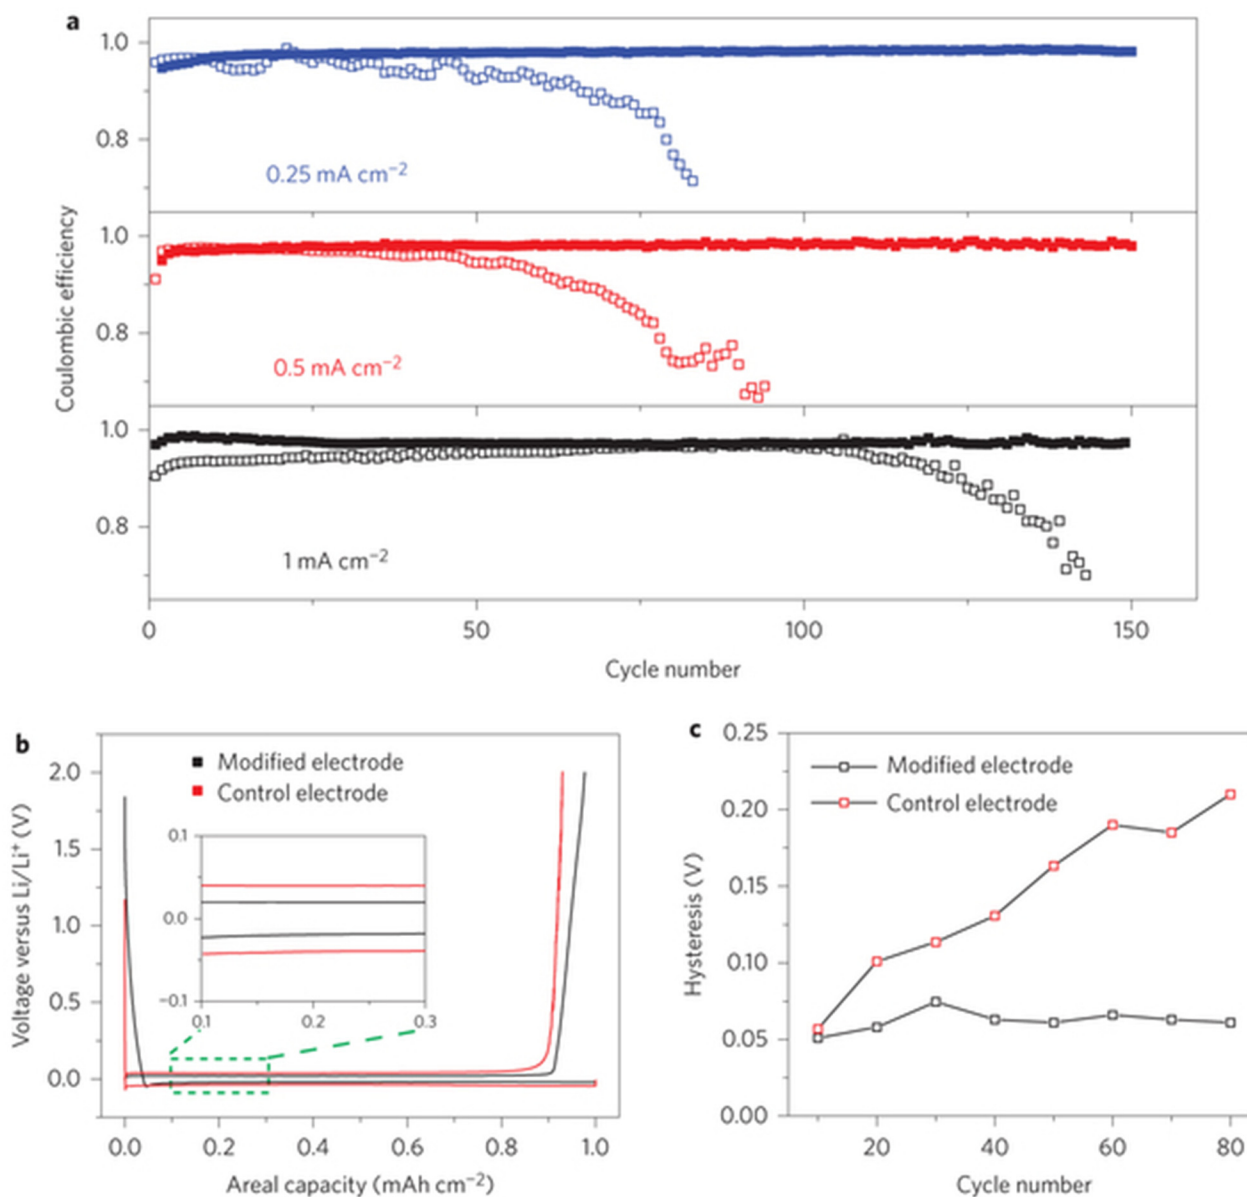 a
1.0
0.8
0.25 mA cm⁻²
1.0
0.8
0.5 mA cm⁻²
1.0
0.8
1 mA cm⁻²
Coulombic efficiency
0 50 100 150
Cycle number
b
Modified electrode
Control electrode
2.0
1.5
1.0
0.5
0.0
Voltage versus Li/Li⁺ (V)
0.1
0.0
−0.1
0.1 0.2 0.3
0.0 0.2 0.4 0.6 0.8 1.0
Areal capacity (mAh cm⁻²)
c
Modified electrode
Control electrode
0.25
0.20
0.15
0.10
0.05
0.00
Hysteresis (V)
20 40 60 80
Cycle number